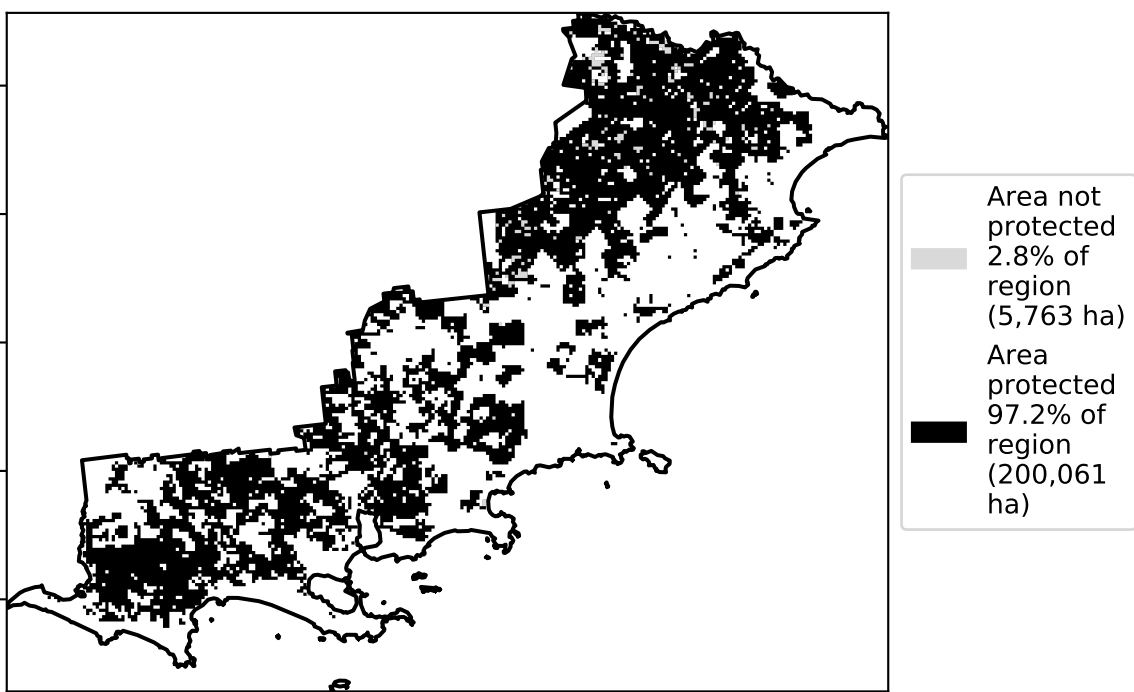 Area not
protected
2.8% of
region
(5,763 ha)
Area
protected
97.2% of
region
(200,061
ha)